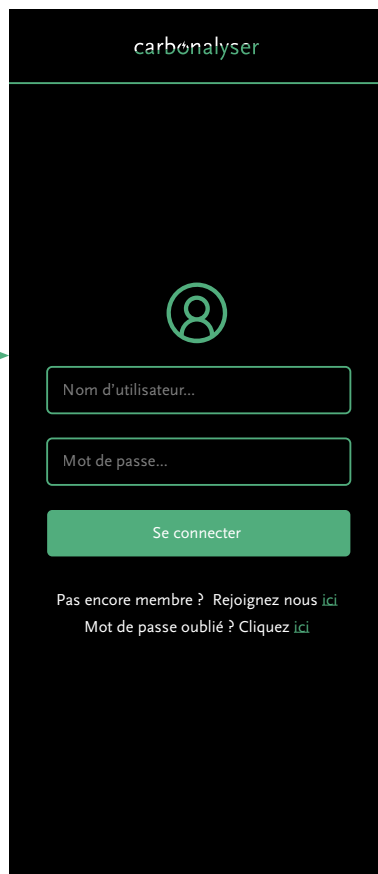 carbonalyser
Nom d'utilisateur...
Mot de passe...
Se connecter
Pas encore membre ? Rejoignez nous ici
Mot de passe oublié ? Cliquez ici